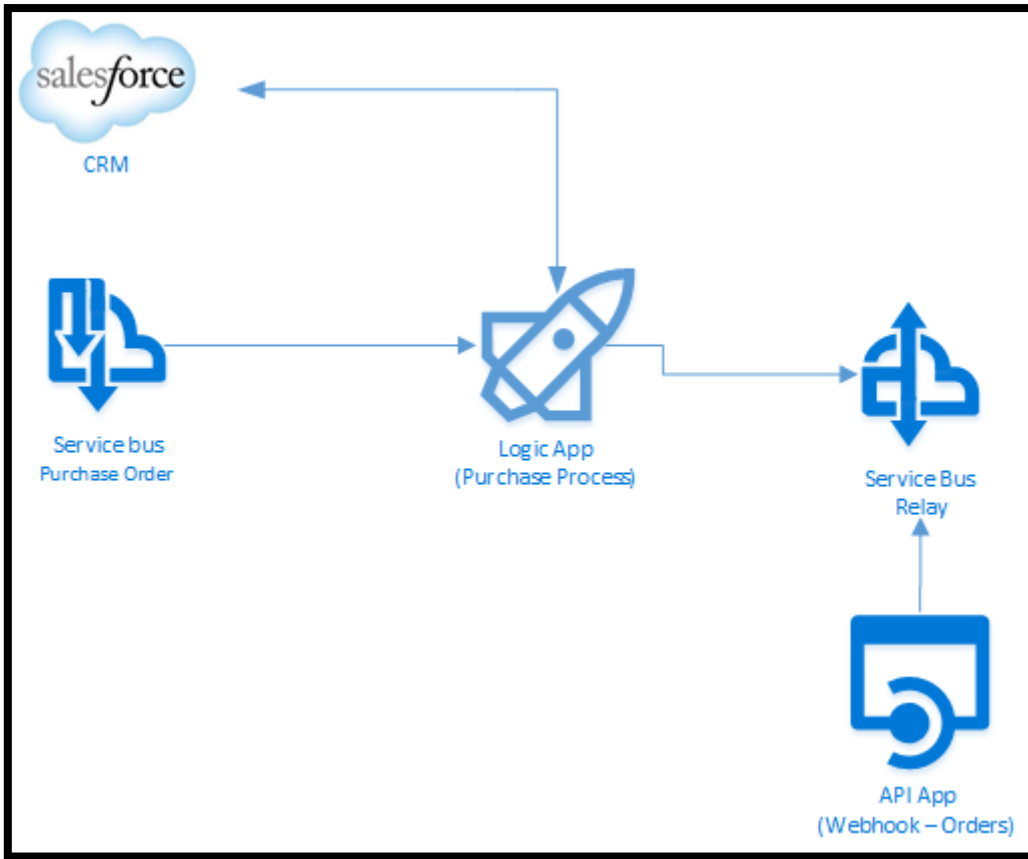 salesforce
CRM
Service bus
Purchase Order
Logic App
(Purchase Process)
Service Bus
Relay
API App
(Webhook – Orders)